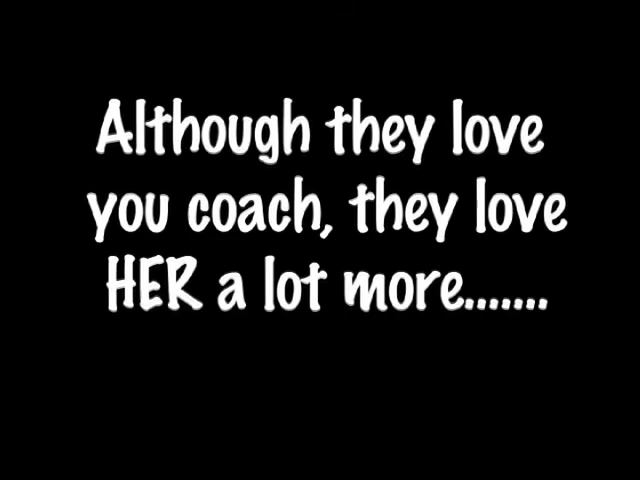 Although they love
you coach, they love
HER a lot more.......